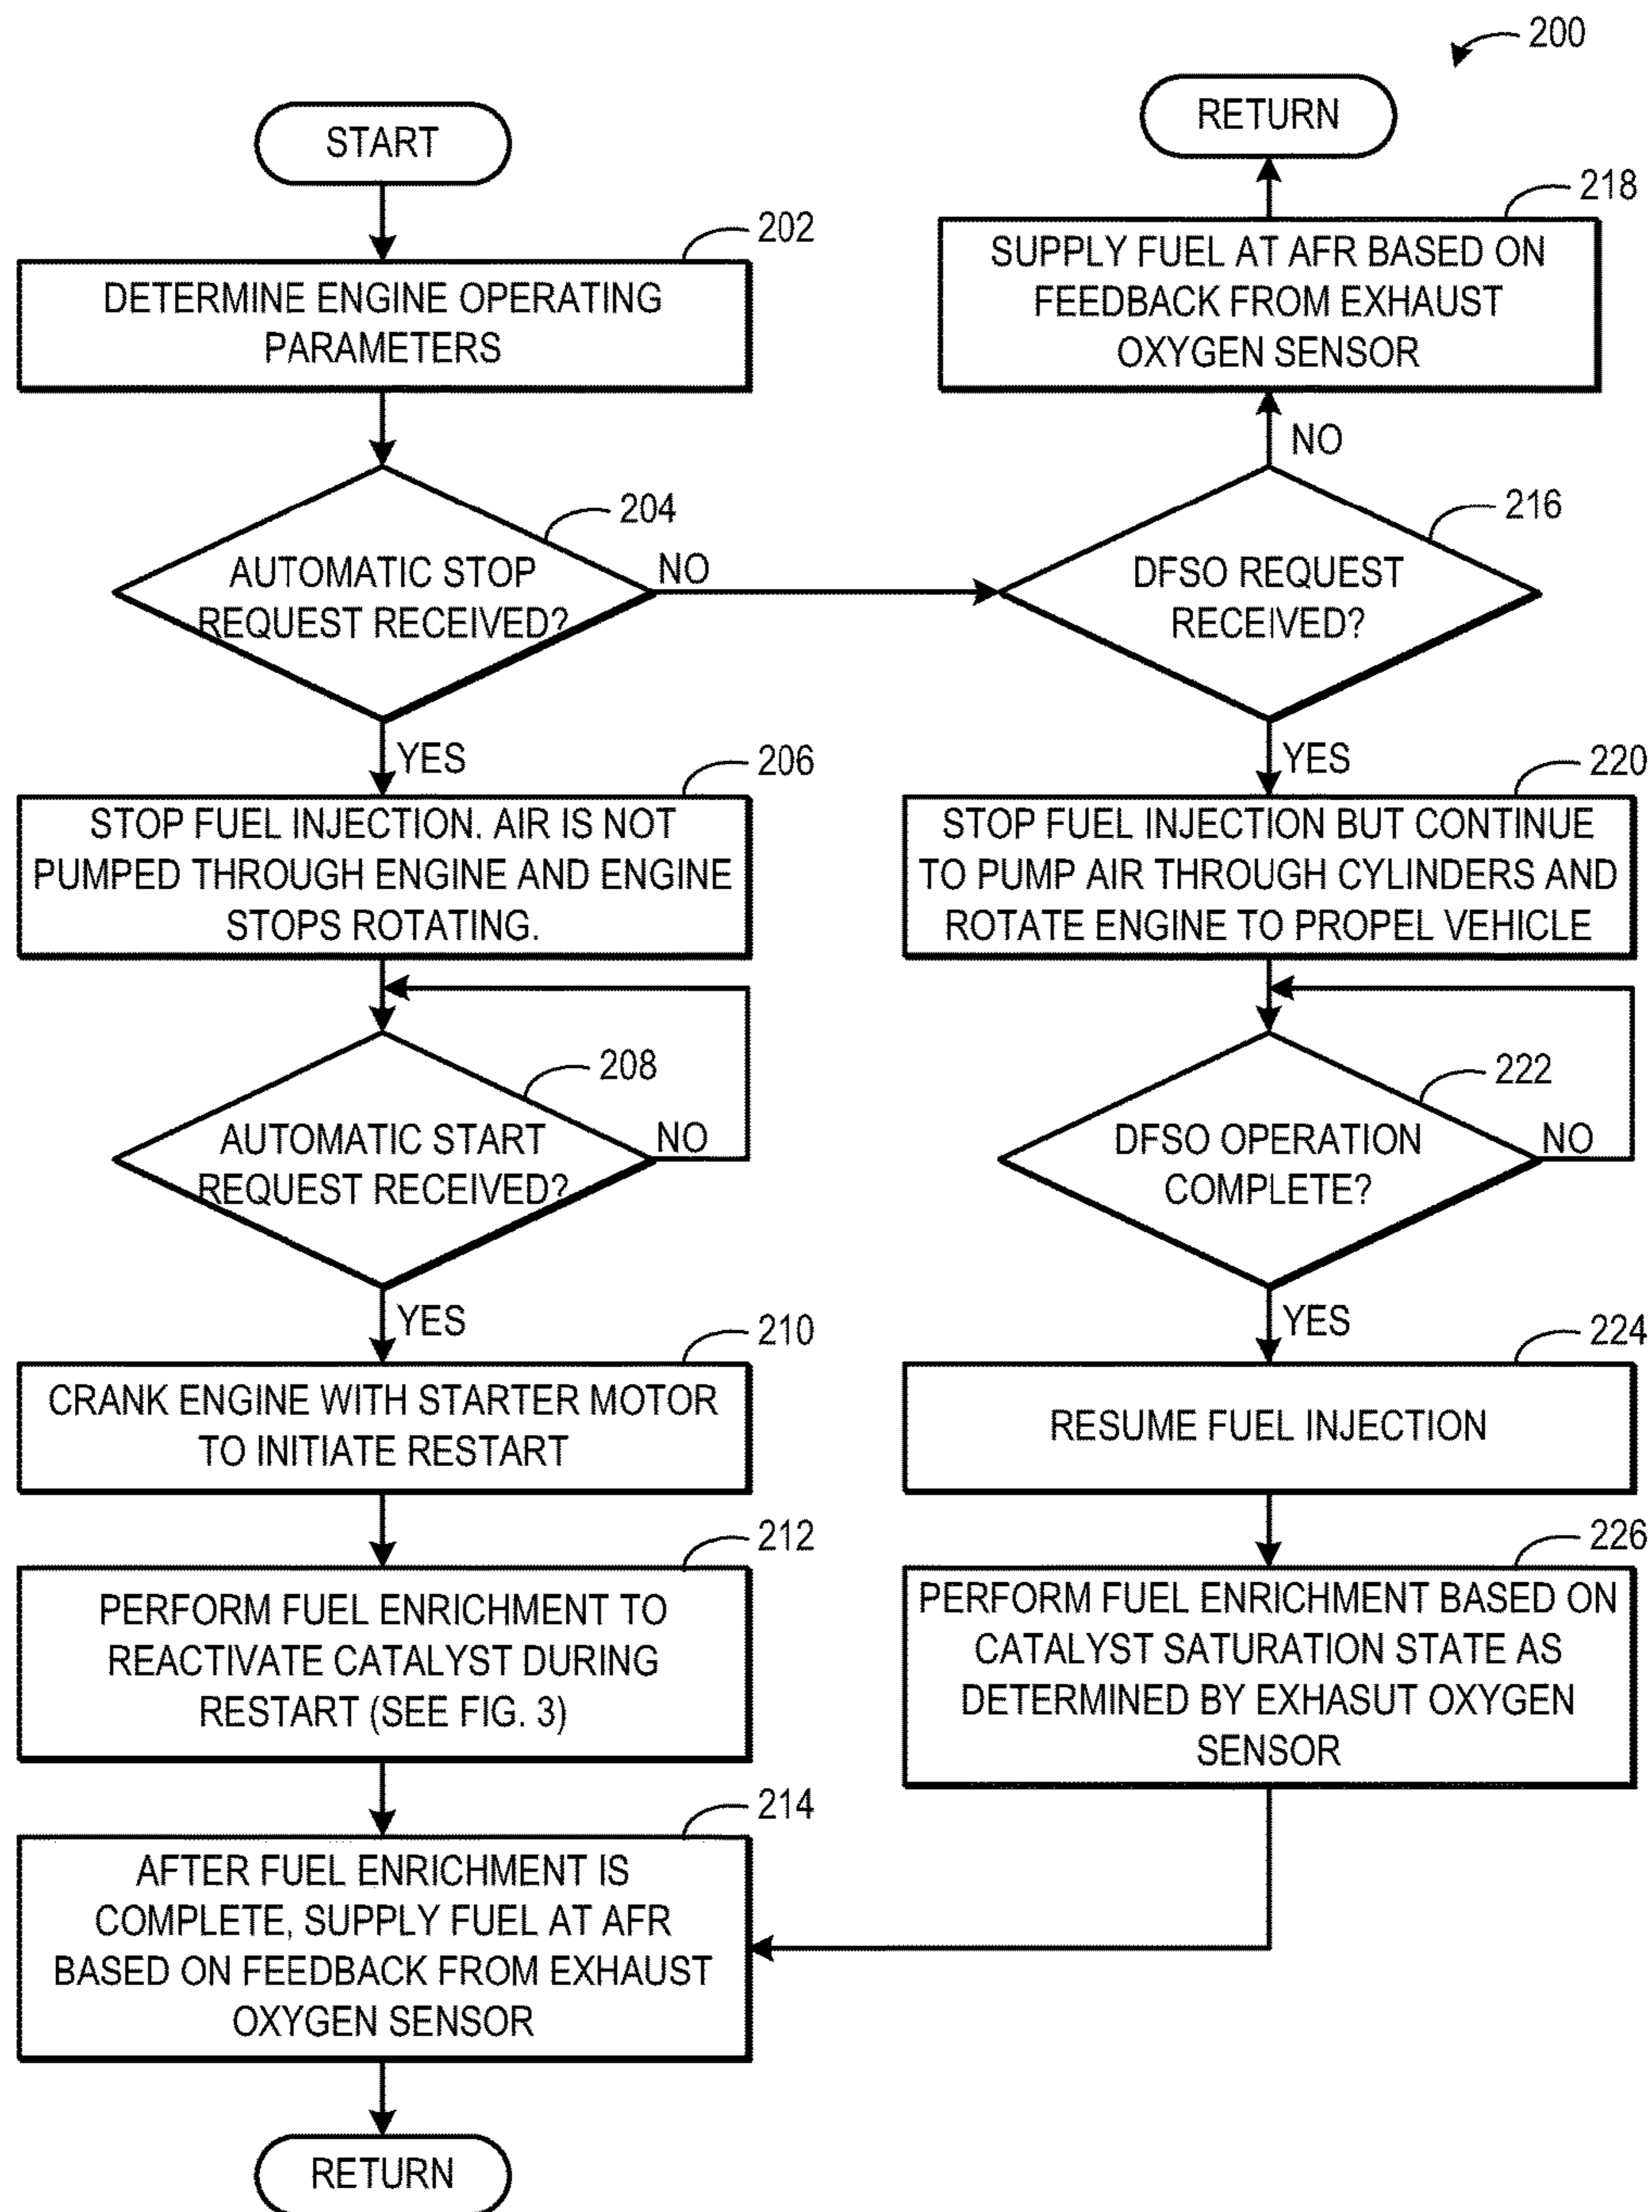 200
START
202
DETERMINE ENGINE OPERATING
PARAMETERS
204
AUTOMATIC STOP
REQUEST RECEIVED?
NO
YES
206
STOP FUEL INJECTION. AIR IS NOT
PUMPED THROUGH ENGINE AND ENGINE
STOPS ROTATING.
208
AUTOMATIC START
REQUEST RECEIVED?
NO
YES
210
CRANK ENGINE WITH STARTER MOTOR
TO INITIATE RESTART
212
PERFORM FUEL ENRICHMENT TO
REACTIVATE CATALYST DURING
RESTART (SEE FIG. 3)
214
AFTER FUEL ENRICHMENT IS
COMPLETE, SUPPLY FUEL AT AFR
BASED ON FEEDBACK FROM EXHAUST
OXYGEN SENSOR
RETURN
RETURN
218
SUPPLY FUEL AT AFR BASED ON
FEEDBACK FROM EXHAUST
OXYGEN SENSOR
NO
216
DFSO REQUEST
RECEIVED?
YES
220
STOP FUEL INJECTION BUT CONTINUE
TO PUMP AIR THROUGH CYLINDERS AND
ROTATE ENGINE TO PROPEL VEHICLE
222
DFSO OPERATION
COMPLETE?
NO
YES
224
RESUME FUEL INJECTION
226
PERFORM FUEL ENRICHMENT BASED ON
CATALYST SATURATION STATE AS
DETERMINED BY EXHASUT OXYGEN
SENSOR